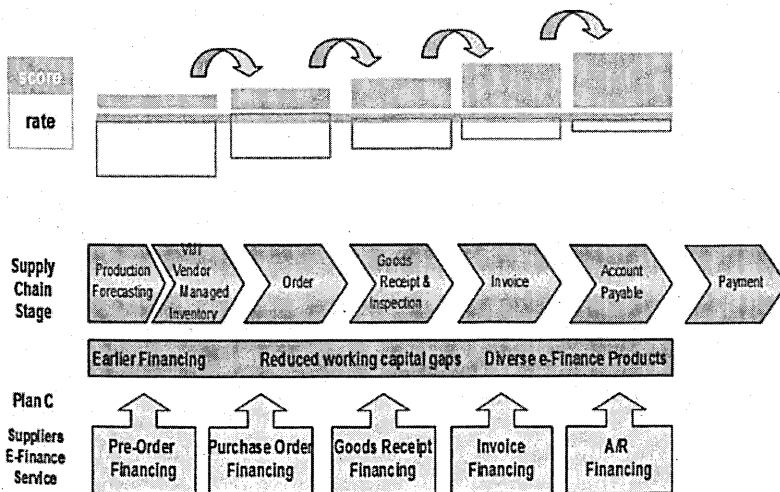 score
rate
Supply
Chain
Stage
Production
Forecasting
VMI
Vendor
Managed
Inventory
Order
Goods
Receipt &
Inspection
Invoice
Account
Payable
Payment
Earlier Financing Reduced working capital gaps Diverse e-Finance Products
Plan C
Suppliers
E-Finance
Service
Pre-Order
Financing
Purchase Order
Financing
Goods Receipt
Financing
Invoice
Financing
A/R
Financing